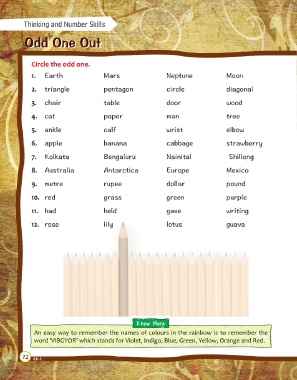 Thinking and Number Skills
Odd One Out
Circle the odd one.
1. Earth Mars Neptune Moon
2. triangle pentagon circle diagonal
3. chair table door wood
4. cat paper man tree
5. ankle calf wrist elbow
6. apple banana cabbage strawberry
7. Kolkata Bengaluru Nainital Shillong
8. Australia Antarctica Europe Mexico
9. metre rupee dollar pound
10. red grass green purple
11. had held gave writing
12. rose lily lotus guava
Know More
An easy way to remember the names of colours in the rainbow is to remember the
word 'VIBGYOR' which stands for Violet, Indigo, Blue, Green, Yellow, Orange and Red.
72